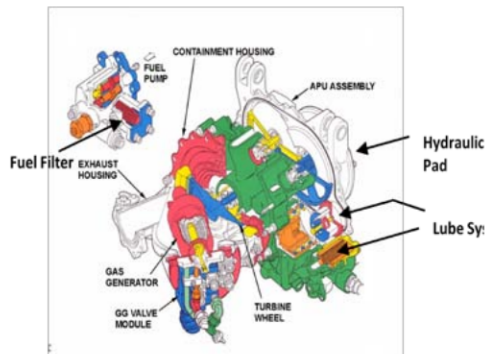 CONTAINMENT HOUSING
FUEL
PUMP
APU ASSEMBLY
Fuel Filter
EXHAUST
HOUSING
Hydraulic
Pad
Lube Sys
GAS
GENERATOR
GG VALVE
MODULE
TURBINE
WHEEL